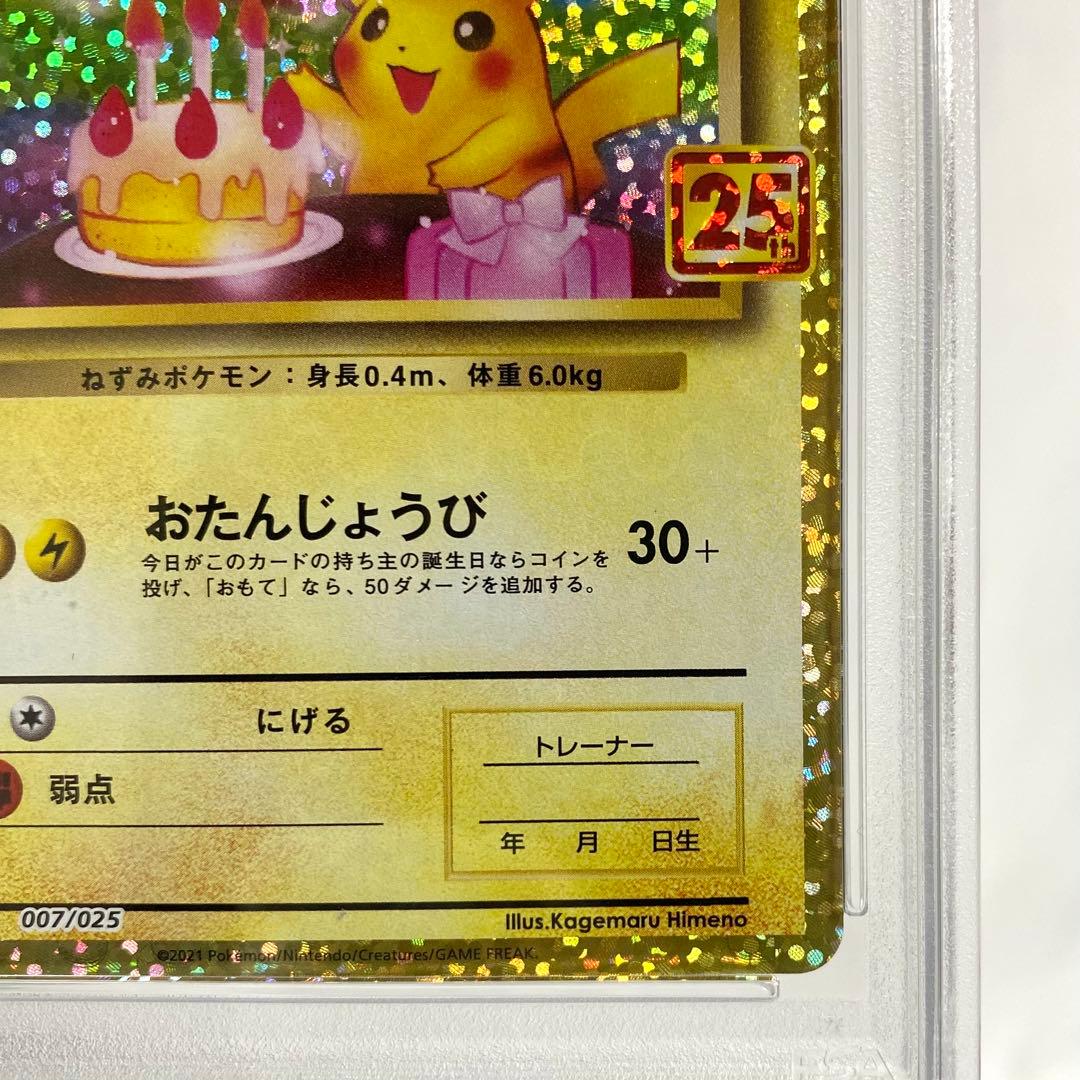 25th
ねずみポケモン：身長0.4m、体重6.0kg
おたんじょうび
30+
今日がこのカードの持ち主の誕生日ならコインを
投げ、「おもて」なら、50ダメージを追加する。
にげる
弱点
トレーナー
年 月 日生
007/025
Illus.Kagemaru Himeno
©2021 Pokémon/Nintendo/Creatures/GAME FREAK.
PSA